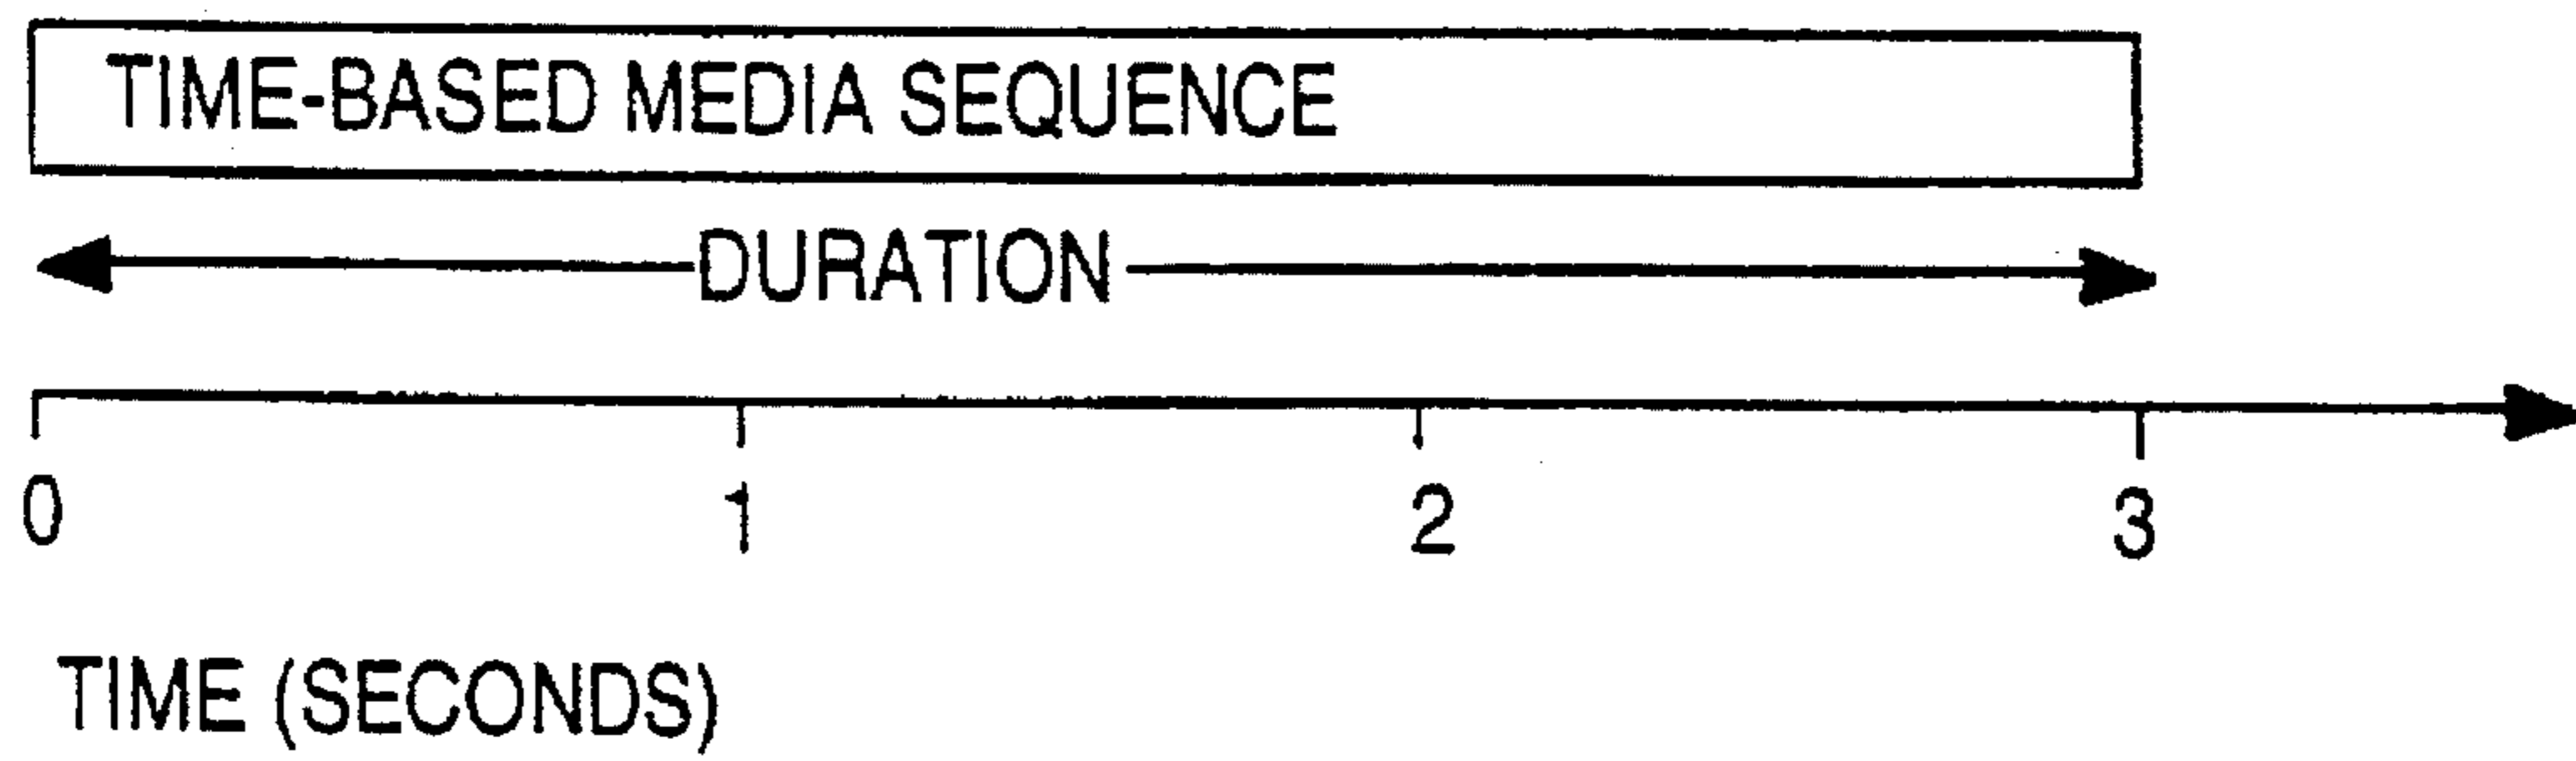 TIME-BASED MEDIA SEQUENCE
DURATION
0 1 2 3
TIME (SECONDS)